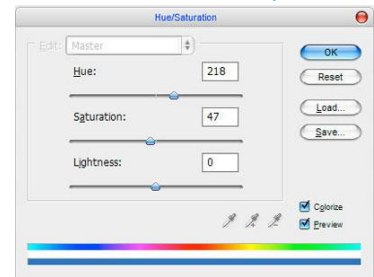 Hue/Saturation
Edit: Master
OK
Hue: 218
Reset
Saturation: 47
Load...
Save...
Lightness: 0
Colorize
Preview